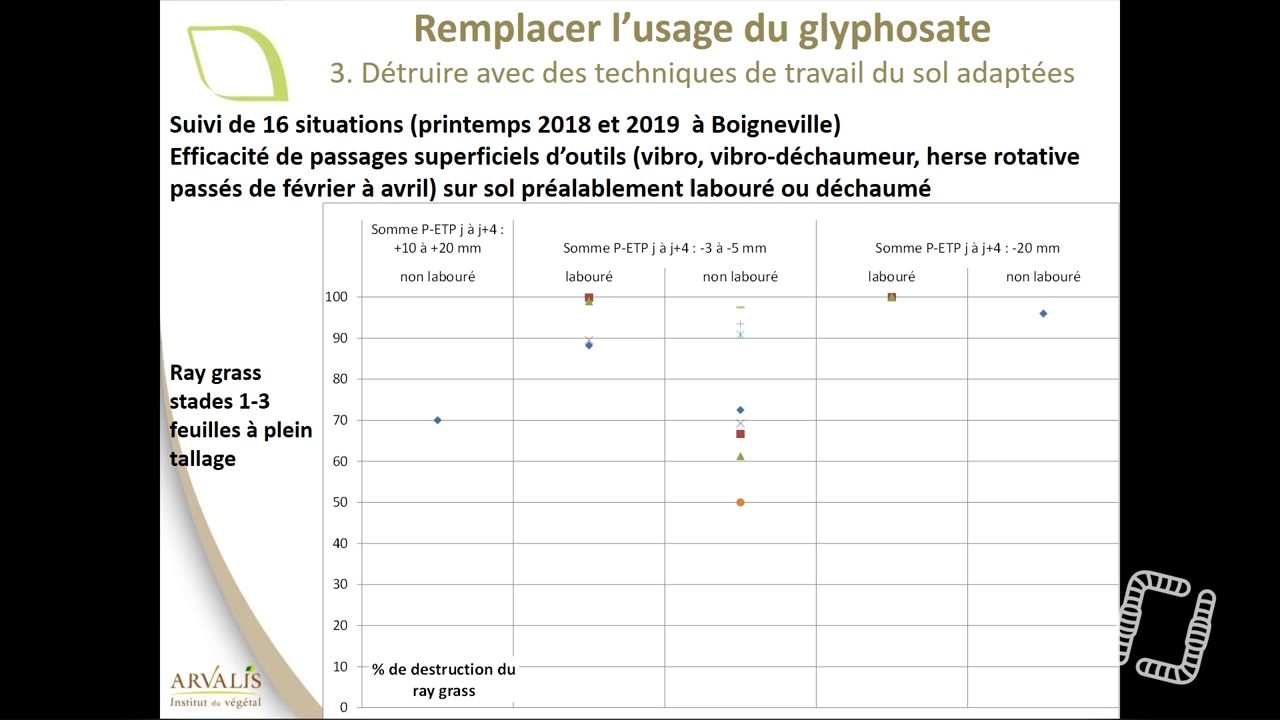 Remplacer l’usage du glyphosate
3. Détruire avec des techniques de travail du sol adaptées
Suivi de 16 situations (printemps 2018 et 2019 à Boigneville)
Efficacité de passages superficiels d’outils (vibro, vibro-déchaumeur, herse rotative
passés de février à avril) sur sol préalablement labouré ou déchaumé
Somme P-ETP j à j+4 :
+10 à +20 mm
Somme P-ETP j à j+4 : -3 à -5 mm
Somme P-ETP j à j+4 : -20 mm
non labouré
labouré
non labouré
labouré
non labouré
100
90
80
70
60
50
40
30
20
10
0
Ray grass
stades 1-3
feuilles à plein
tallage
% de destruction du
ray grass
ARVALIS
Institut du végétal